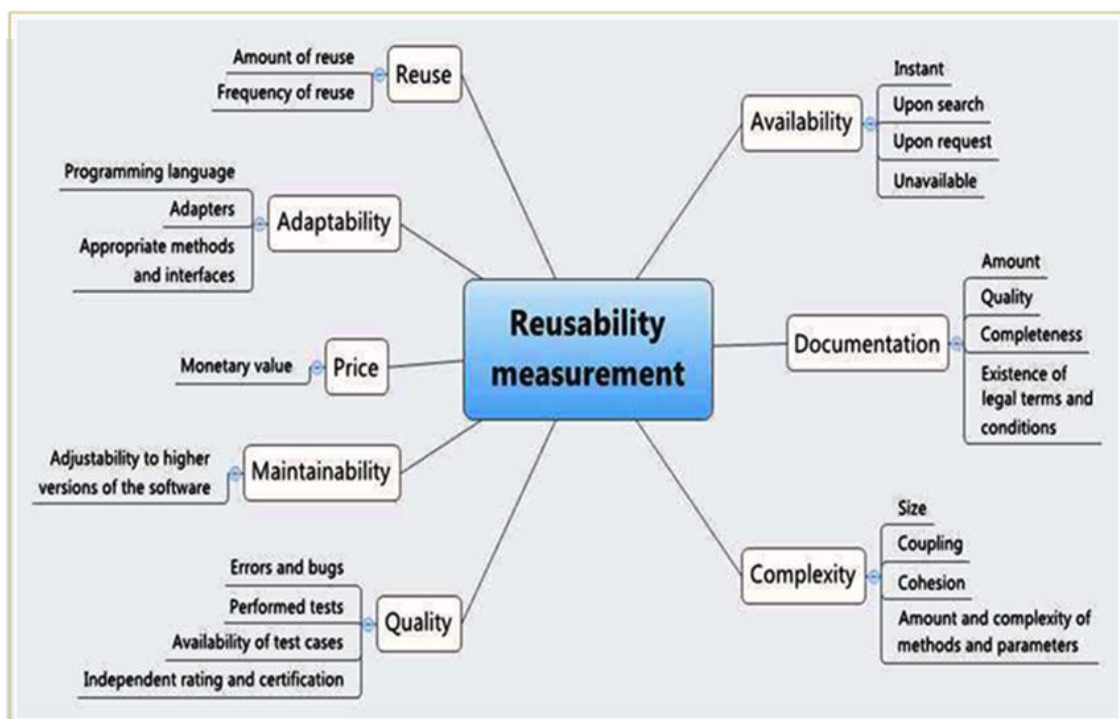 Reusability
measurement
Reuse
Amount of reuse
Frequency of reuse
Adaptability
Programming language
Adapters
Appropriate methods
and interfaces
Price
Monetary value
Maintainability
Adjustability to higher
versions of the software
Quality
Errors and bugs
Performed tests
Availability of test cases
Independent rating and certification
Availability
Instant
Upon search
Upon request
Unavailable
Documentation
Amount
Quality
Completeness
Existence of
legal terms and
conditions
Complexity
Size
Coupling
Cohesion
Amount and complexity of
methods and parameters